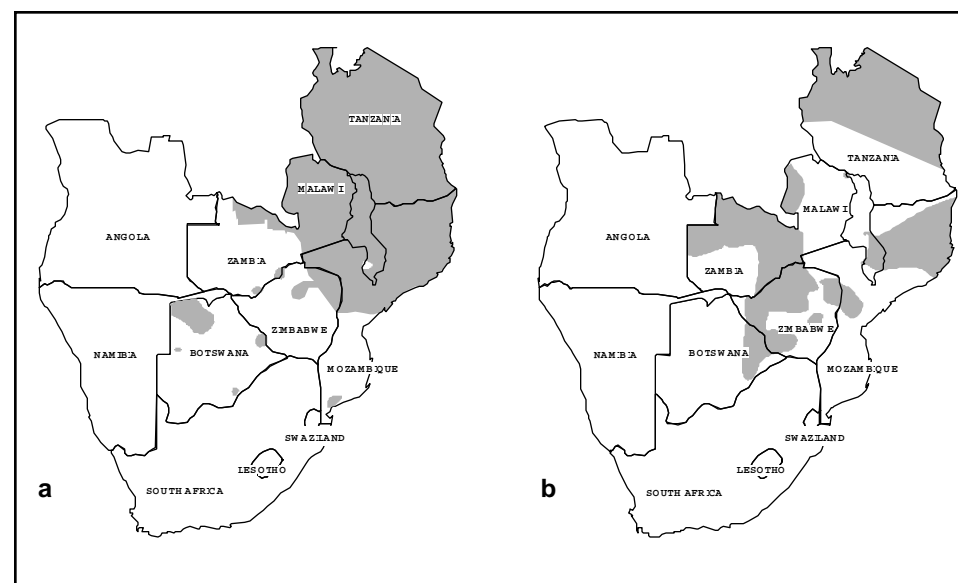 TANZANIA
MALAWI
ANGOLA
ZAMBIA
ZIMBABWE
NAMIBIA
BOTSWANA
MOZAMBIQUE
SWAZILAND
LESOTHO
SOUTH AFRICA
a
TANZANIA
MALAWI
ANGOLA
ZAMBIA
ZIMBABWE
NAMIBIA
BOTSWANA
MOZAMBIQUE
SWAZILAND
LESOTHO
SOUTH AFRICA
b